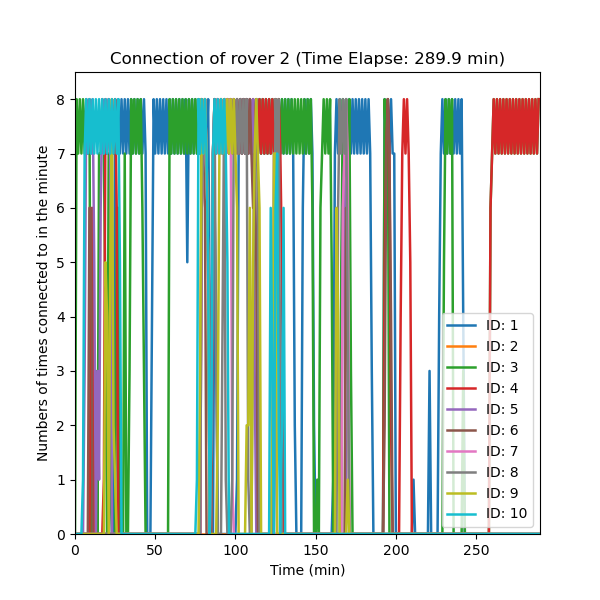 Connection of rover 2 (Time Elapse: 289.9 min)
Numbers of times connected to in the minute
8
7
6
5
4
3
2
1
0
0 50 100 150 200 250
Time (min)
ID: 1
ID: 2
ID: 3
ID: 4
ID: 5
ID: 6
ID: 7
ID: 8
ID: 9
ID: 10